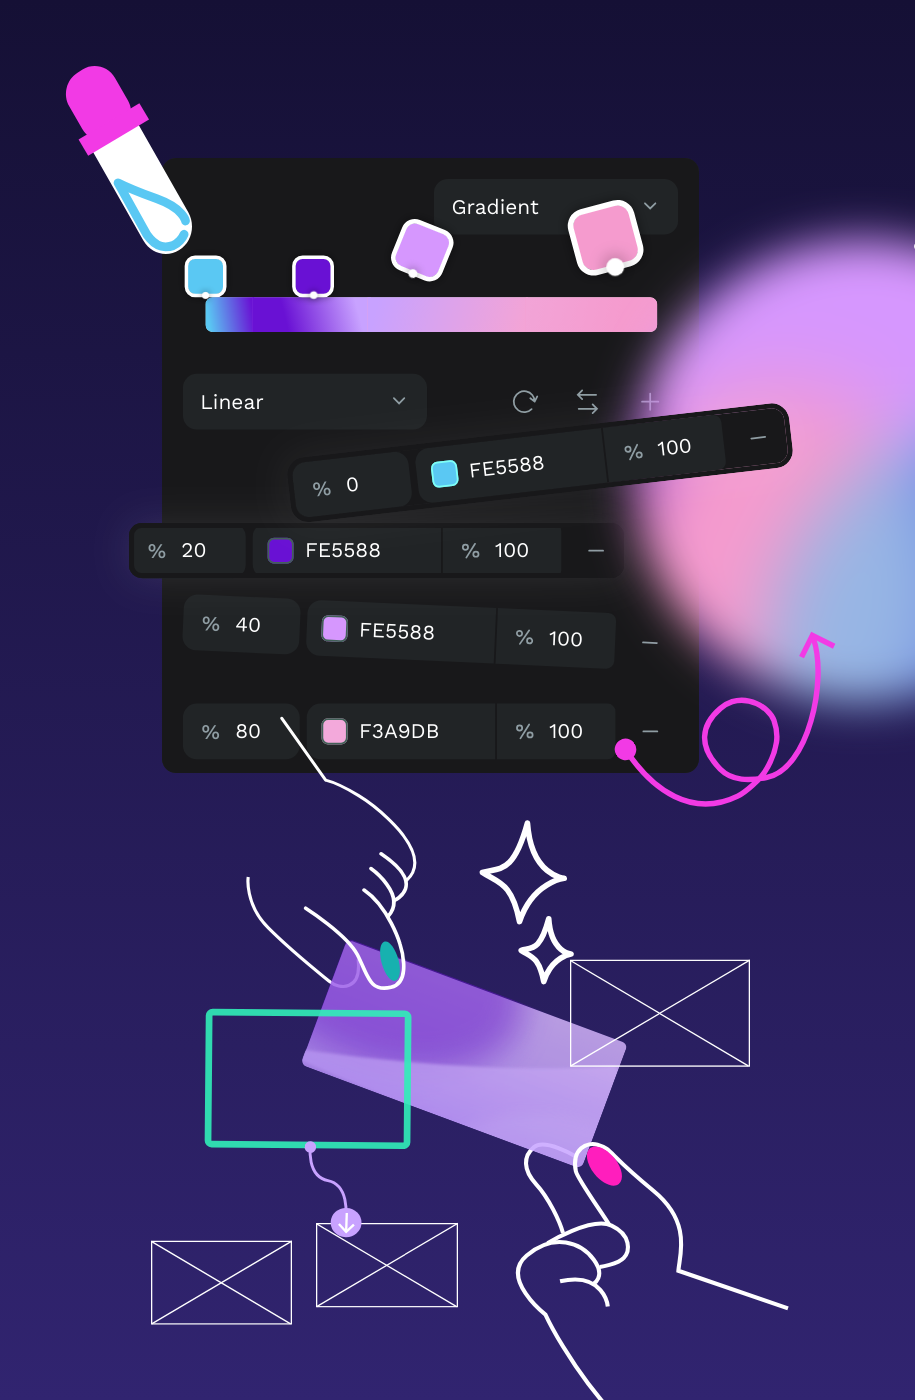 Gradient
Linear
% 0 FE5588 % 100 –
% 20 FE5588 % 100 –
% 40 FE5588 % 100 –
% 80 F3A9DB % 100 –